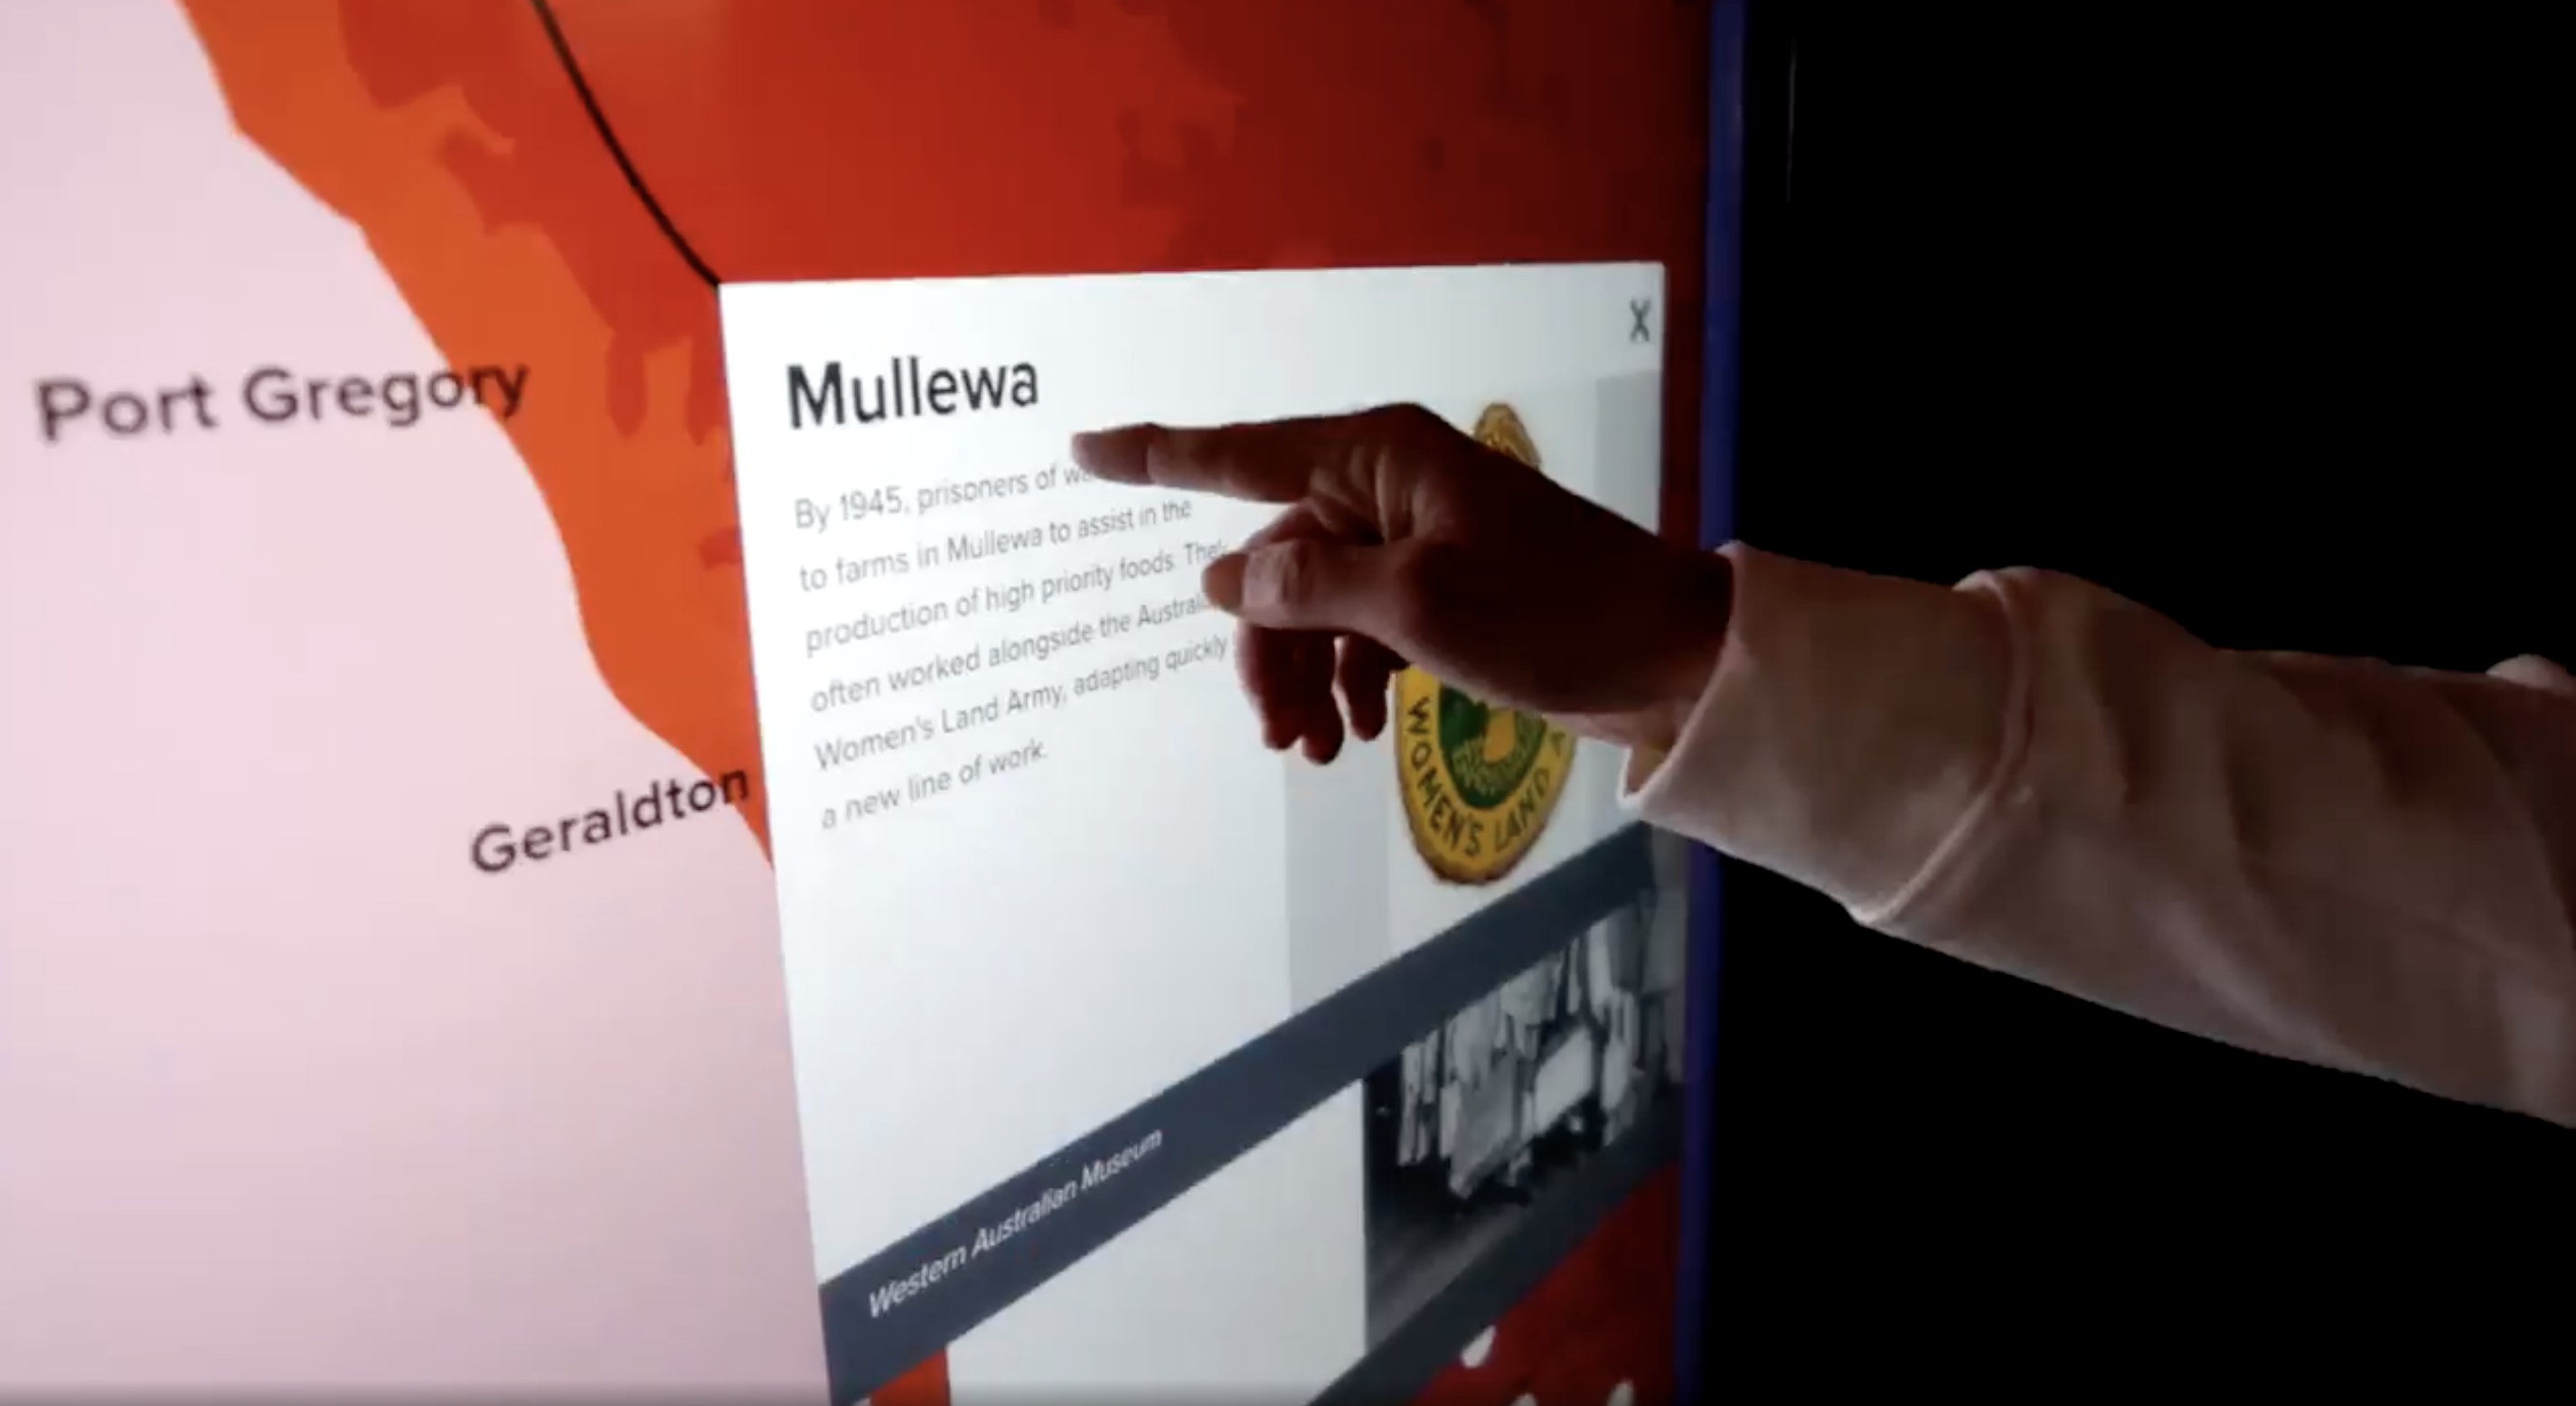 Port Gregory
Geraldton
X
Mullewa
By 1945, prisoners of
to farms in Mullewa to assist in the
production of high priority foods.
often worked alongside the
Women's Land Army, adapting quickly
a new line of work.
WOMEN'S LAND A
Western Australian Museum